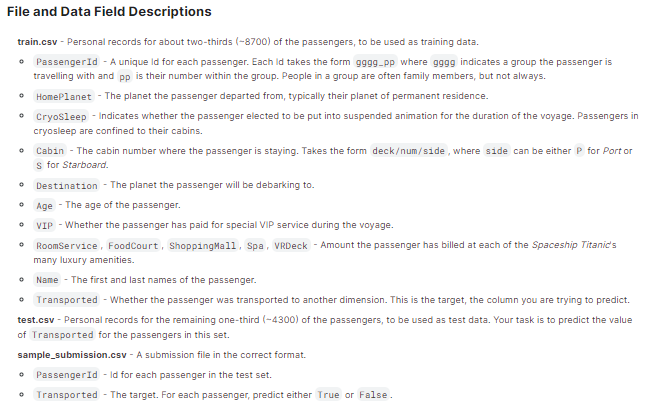 File and Data Field Descriptions
train.csv - Personal records for about two-thirds (~8700) of the passengers, to be used as training data.
PassengerId - A unique Id for each passenger. Each Id takes the form gggg_pp where gggg indicates a group the passenger is
travelling with and pp is their number within the group. People in a group are often family members, but not always.
HomePlanet - The planet the passenger departed from, typically their planet of permanent residence.
CryoSleep - Indicates whether the passenger elected to be put into suspended animation for the duration of the voyage. Passengers in
cryosleep are confined to their cabins.
Cabin - The cabin number where the passenger is staying. Takes the form deck/num/side, where side can be either P for Port or
S for Starboard.
Destination - The planet the passenger will be debarking to.
Age - The age of the passenger.
VIP - Whether the passenger has paid for special VIP service during the voyage.
RoomService, FoodCourt, ShoppingMall, Spa, VRDeck - Amount the passenger has billed at each of the Spaceship Titanic's
many luxury amenities.
Name - The first and last names of the passenger.
Transported - Whether the passenger was transported to another dimension. This is the target, the column you are trying to predict.
test.csv - Personal records for the remaining one-third (~4300) of the passengers, to be used as test data. Your task is to predict the value
of Transported for the passengers in this set.
sample_submission.csv - A submission file in the correct format.
PassengerId - Id for each passenger in the test set.
Transported - The target. For each passenger, predict either True or False.